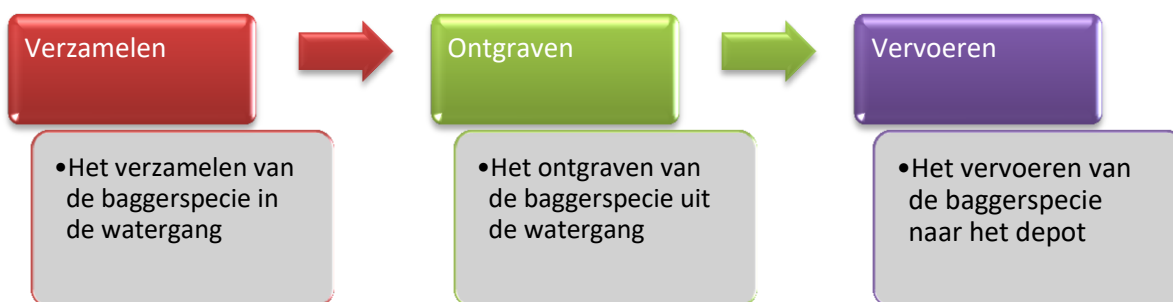 Verzamelen
•Het verzamelen van
de baggerspecie in
de watergang
Ontgraven
•Het ontgraven van
de baggerspecie uit
de watergang
Vervoeren
•Het vervoeren van
de baggerspecie
naar het depot